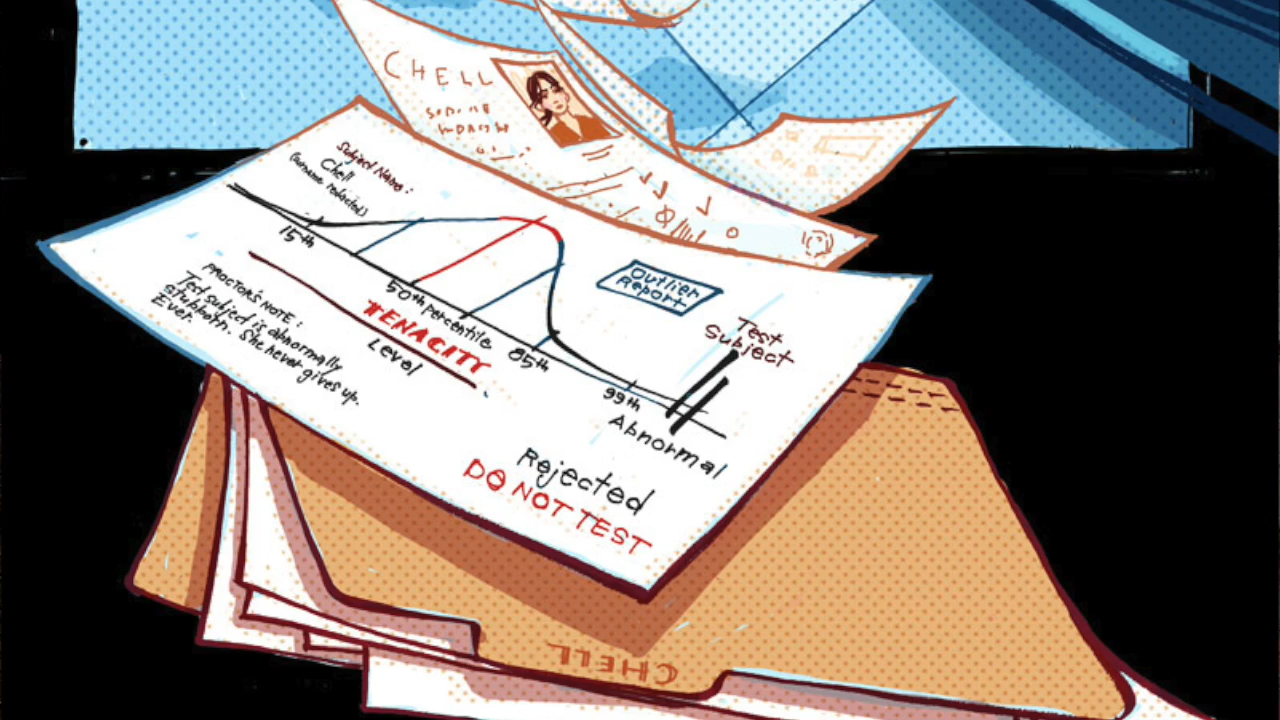 CHELL
Subject Name:
Chell
(surname redacted)
15th
50th percentile
85th
99th
Abnormal
TENACITY
Level
Outlier
Report
Test
Subject
PROCTOR'S NOTE:
Test subject is abnormally
stubborn. She never gives up.
Ever.
Rejected
DO NOT TEST
CHELL